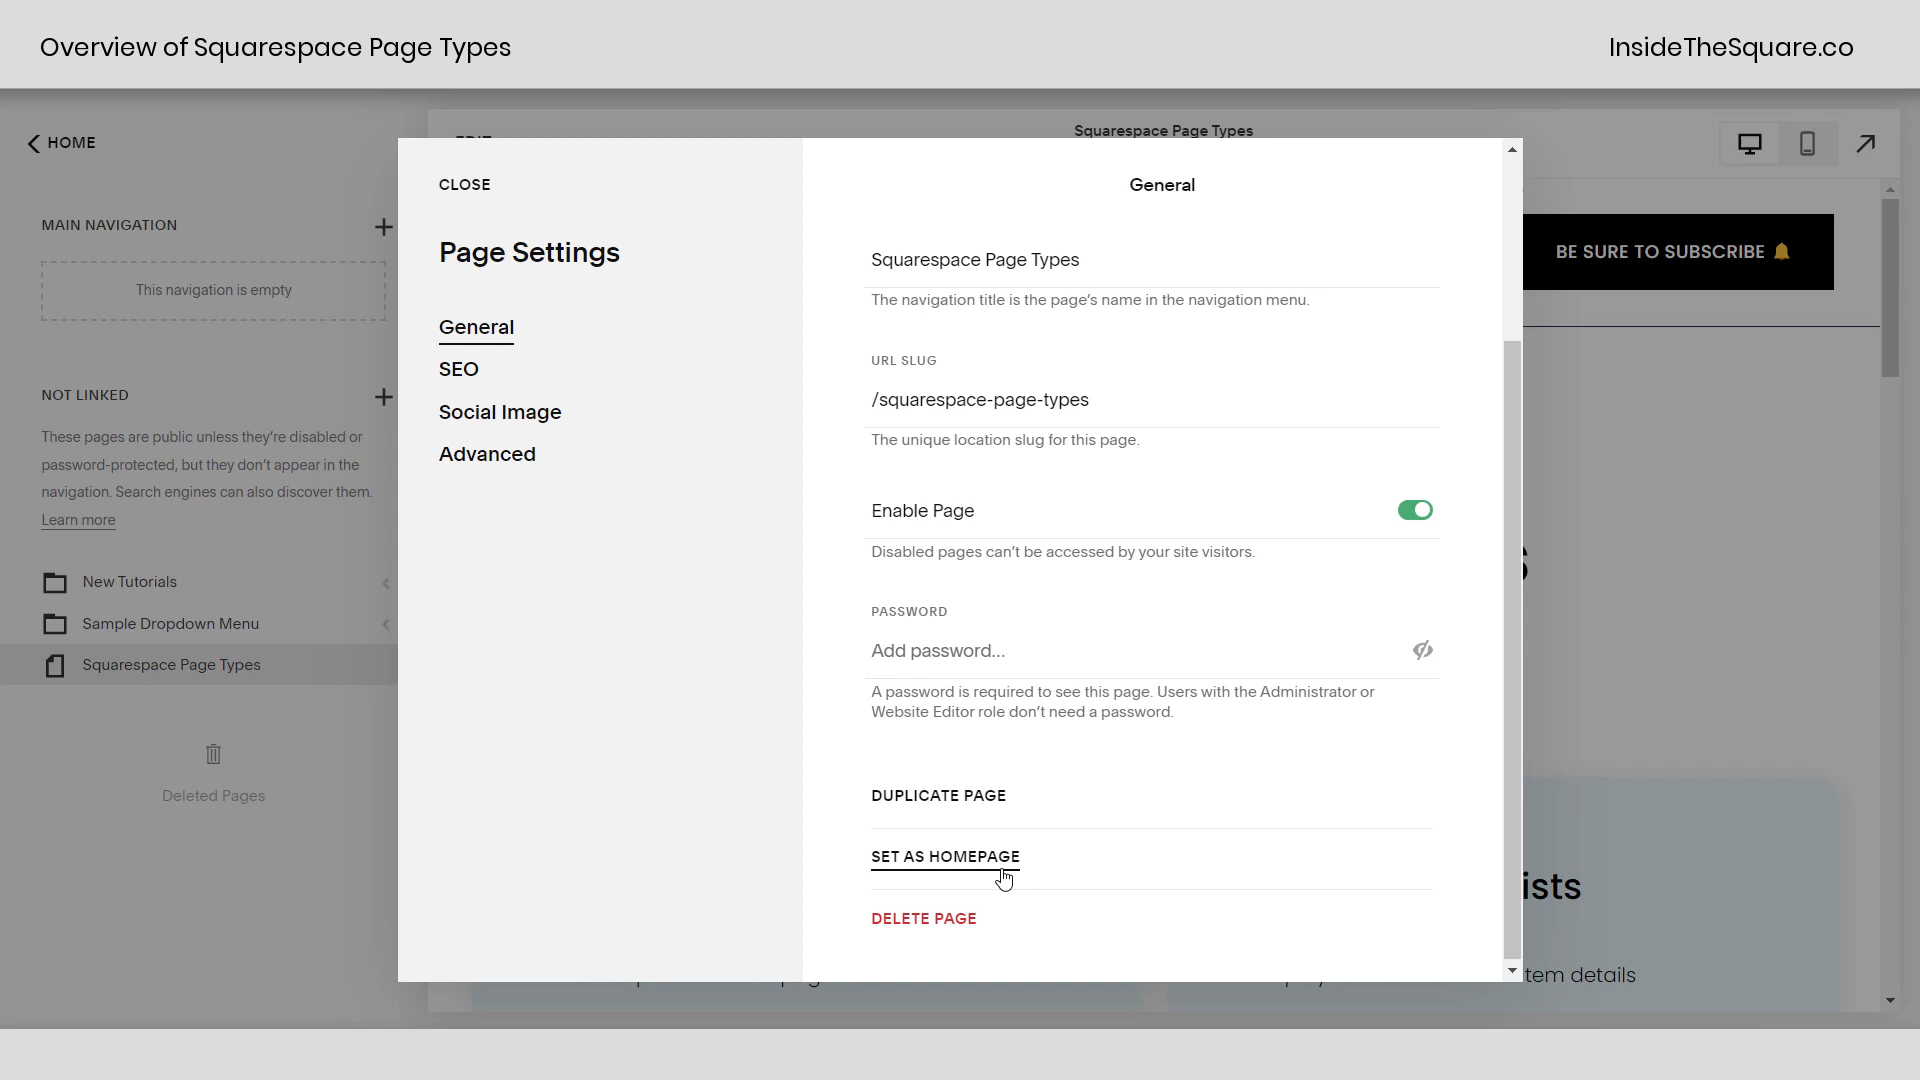 Overview of Squarespace Page Types
InsideTheSquare.co
HOME
Squarespace Page Types
MAIN NAVIGATION
This navigation is empty
NOT LINKED
These pages are public unless they’re disabled or
password-protected, but they don’t appear in the
navigation. Search engines can also discover them.
Learn more
New Tutorials
Sample Dropdown Menu
Squarespace Page Types
Deleted Pages
CLOSE
Page Settings
General
SEO
Social Image
Advanced
General
Squarespace Page Types
The navigation title is the page’s name in the navigation menu.
URL SLUG
/squarespace-page-types
The unique location slug for this page.
Enable Page
Disabled pages can’t be accessed by your site visitors.
PASSWORD
Add password...
A password is required to see this page. Users with the Administrator or
Website Editor role don’t need a password.
DUPLICATE PAGE
SET AS HOMEPAGE
DELETE PAGE
BE SURE TO SUBSCRIBE 🔔
details